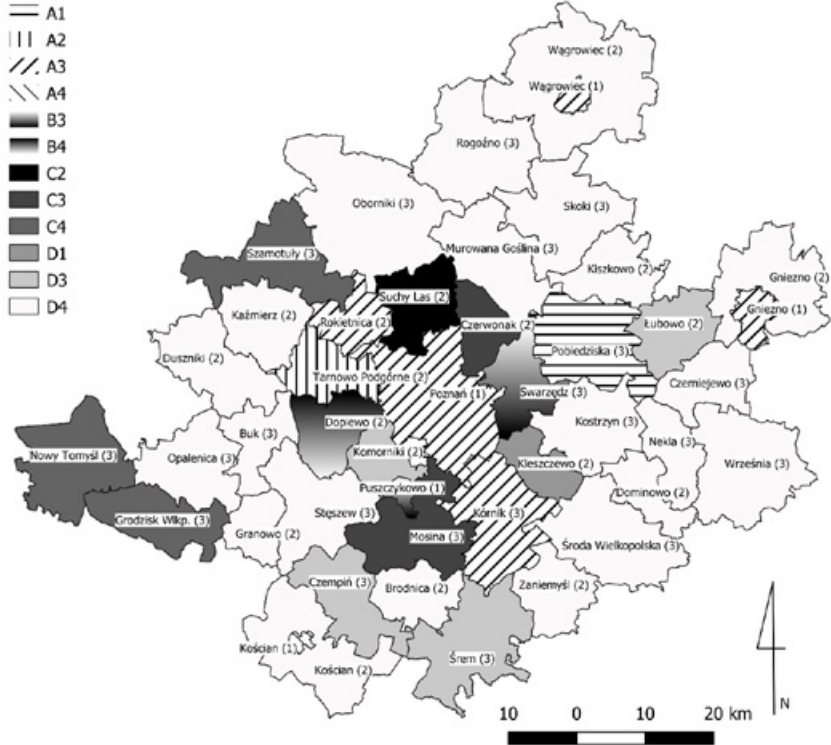 A1
A2
A3
A4
B3
B4
C2
C3
C4
D1
D3
D4
Wągrowiec (2)
Wągrowiec (1)
Rogoźno (3)
Oborniki (3)
Skoki (3)
Szamotuły (3)
Murowana Goślina (3)
Kiszkowo (2)
Gniezno (2)
Suchy Las (2)
Gniezno (1)
Kaźmierz (2)
Rokietnica (2)
Czerwonak (2)
Łubowo (2)
Duszniki (2)
Pobiedziska (3)
Tarnowo Podgórne (2)
Czerniejewo (3)
Poznań (1)
Swarzędz (3)
Dopiewo (2)
Kostrzyn (3)
Buk (3)
Nekla (3)
Komorniki (2)
Nowy Tomyśl (3)
Opalenica (3)
Kleszczewo (2)
Września (3)
Puszczykowo (1)
Dominowo (2)
Stęszew (3)
Kórnik (3)
Grodzisk Wlkp. (3)
Granowo (2)
Mosina (3)
Środa Wielkopolska (3)
Czempiń (3)
Brodnica (2)
Zaniemyśl (2)
Kościan (1)
Śrem (3)
Kościan (2)
N
10 0 10 20 km